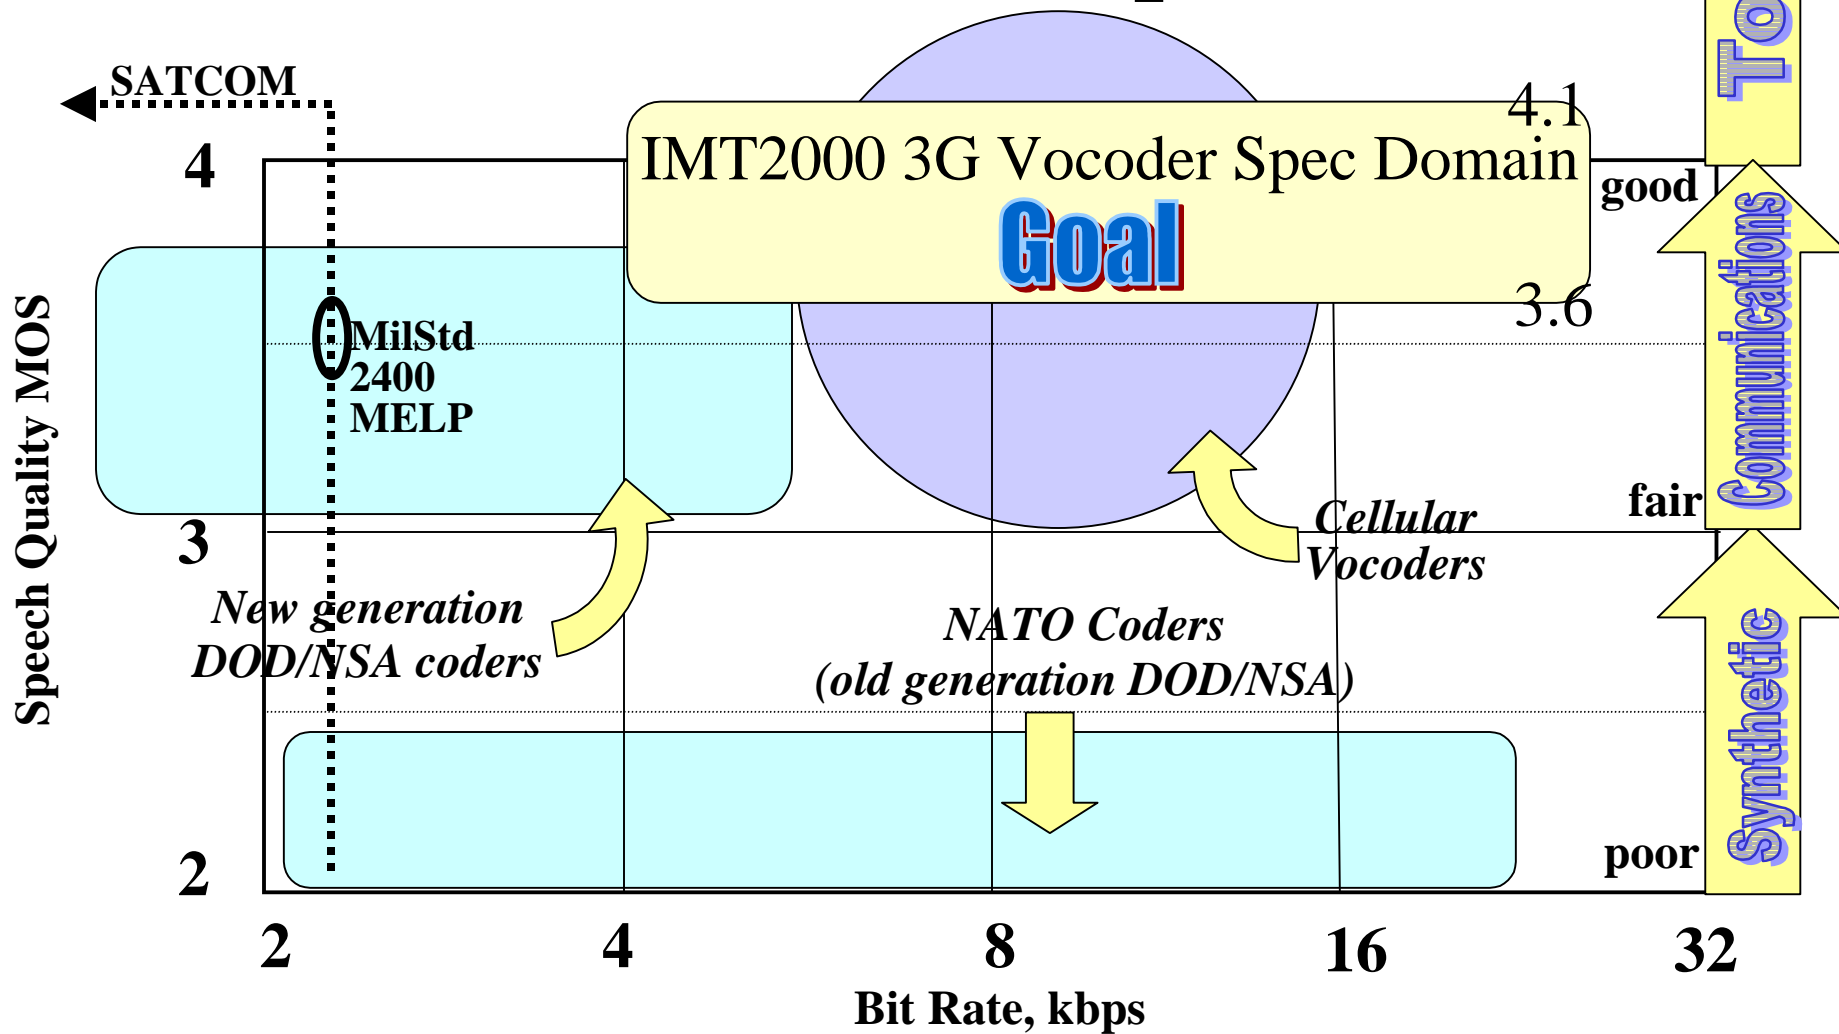 To
SATCOM
4.1
4
IMT2000 3G Vocoder Spec Domain
good
Goal
3.6
MilStd
2400
MELP
Communications
Speech Quality MOS
fair
3
Cellular
Vocoders
New generation
DOD/NSA coders
NATO Coders
(old generation DOD/NSA)
Synthetic
poor
2
2
4
8
16
32
Bit Rate, kbps